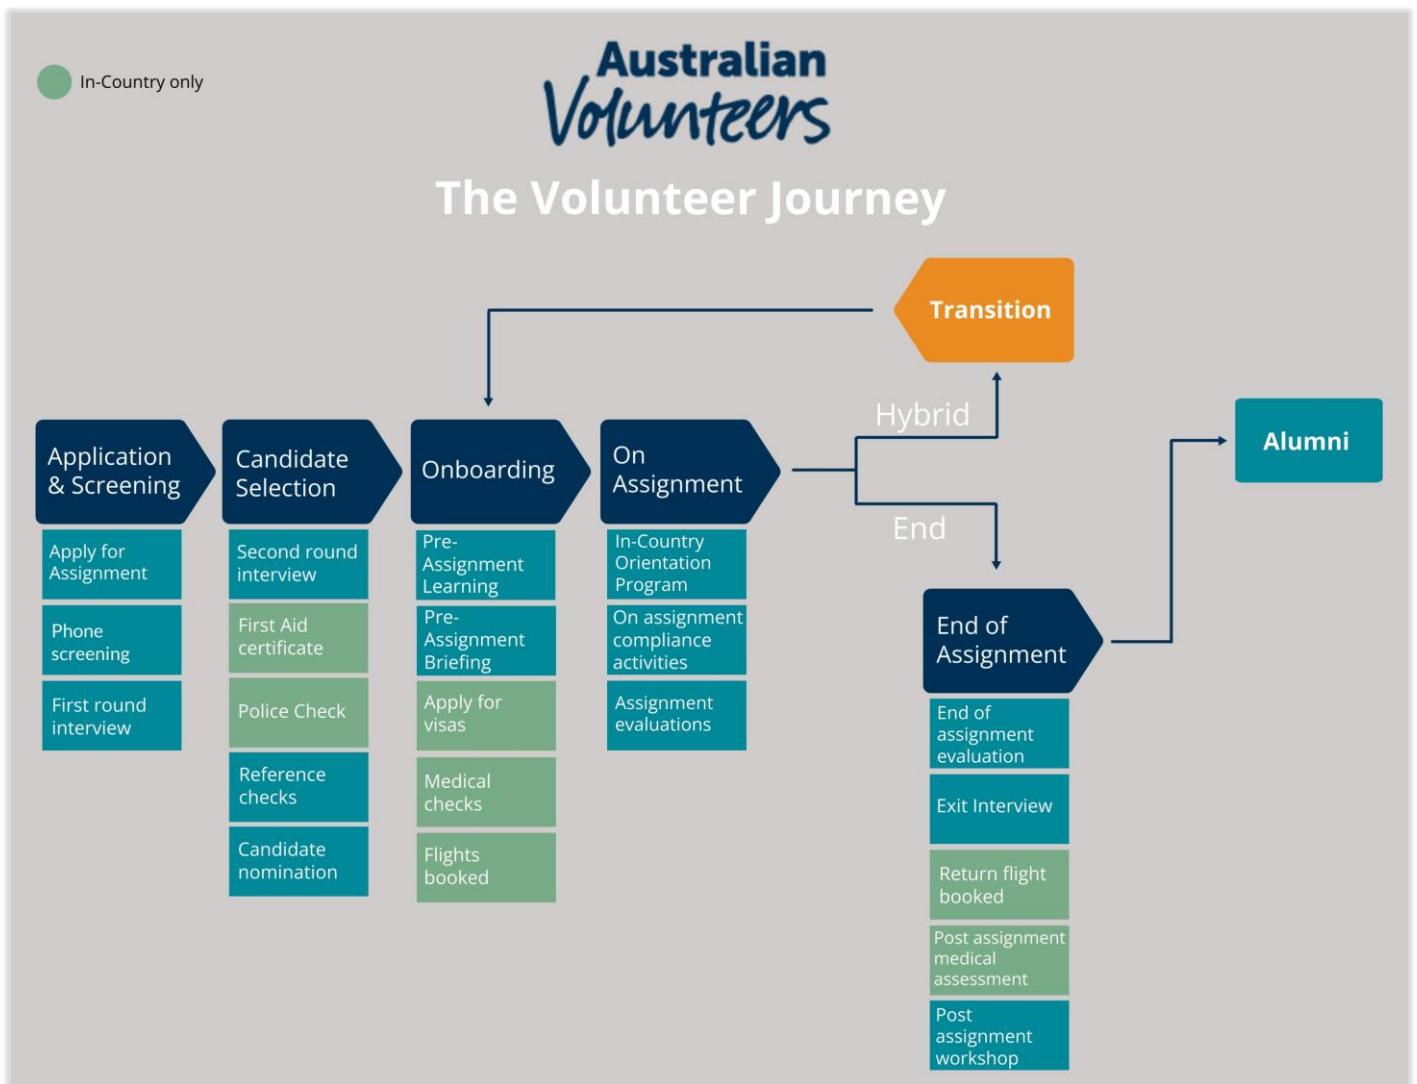 In-Country only
Australian
Volunteers
The Volunteer Journey
Transition
Hybrid
Alumni
Application
& Screening
Candidate
Selection
Onboarding
On
Assignment
End
Apply for
Assignment
Phone
screening
First round
interview
Second round
interview
First Aid
certificate
Police Check
Reference
checks
Candidate
nomination
Pre-
Assignment
Learning
Pre-
Assignment
Briefing
Apply for
visas
Medical
checks
Flights
booked
In-Country
Orientation
Program
On assignment
compliance
activities
Assignment
evaluations
End of
Assignment
End of
assignment
evaluation
Exit Interview
Return flight
booked
Post assignment
medical
assessment
Post
assignment
workshop